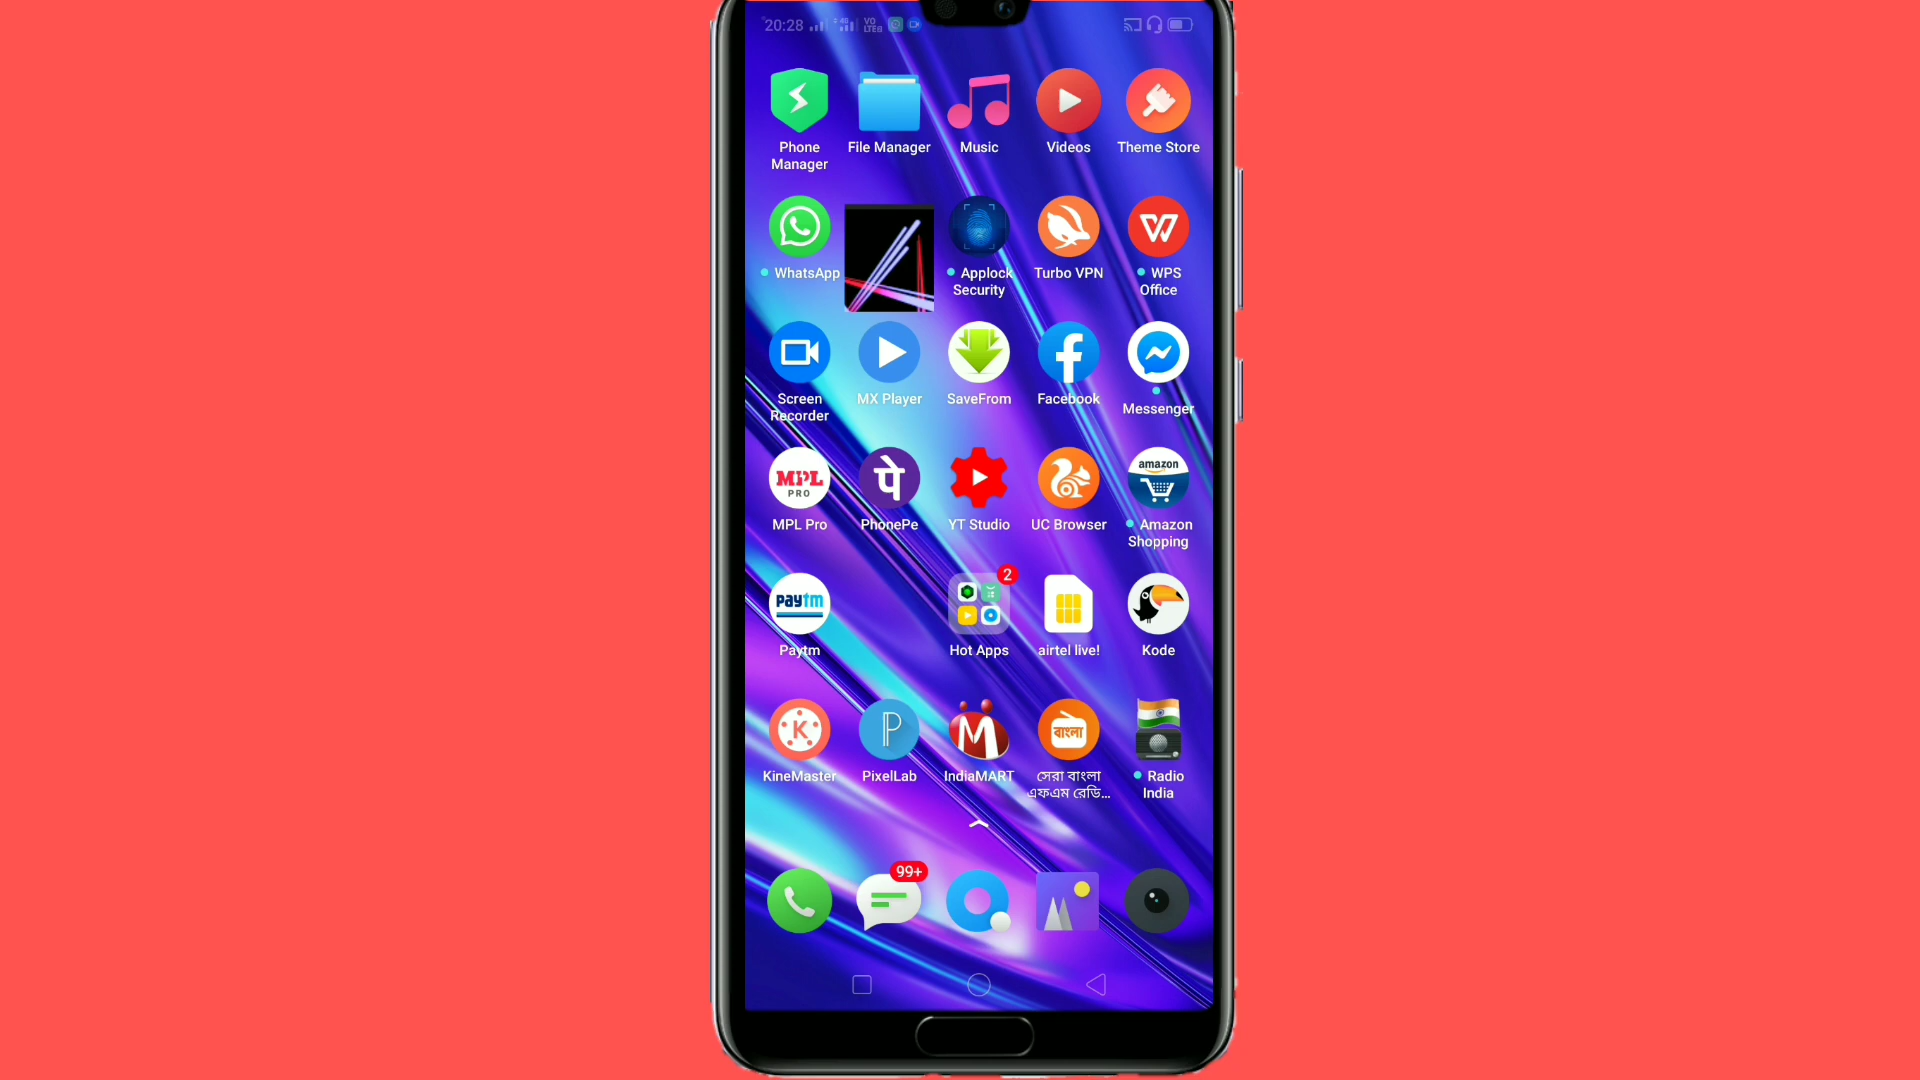 20:28
VO
LTE
Phone
Manager
File Manager
Music
Videos
Theme Store
WhatsApp
Applock
Security
Turbo VPN
WPS
Office
Screen
Recorder
MX Player
SaveFrom
Facebook
Messenger
MPL
PRO
पे
amazon
MPL Pro
PhonePe
YT Studio
UC Browser
Amazon
Shopping
Paytm
2
Paytm
Hot Apps
airtel live!
Kode
K
P
M
বাংলা
KineMaster
PixelLab
IndiaMART
সেরা বাংলা
এফএম রেডি...
Radio
India
99+